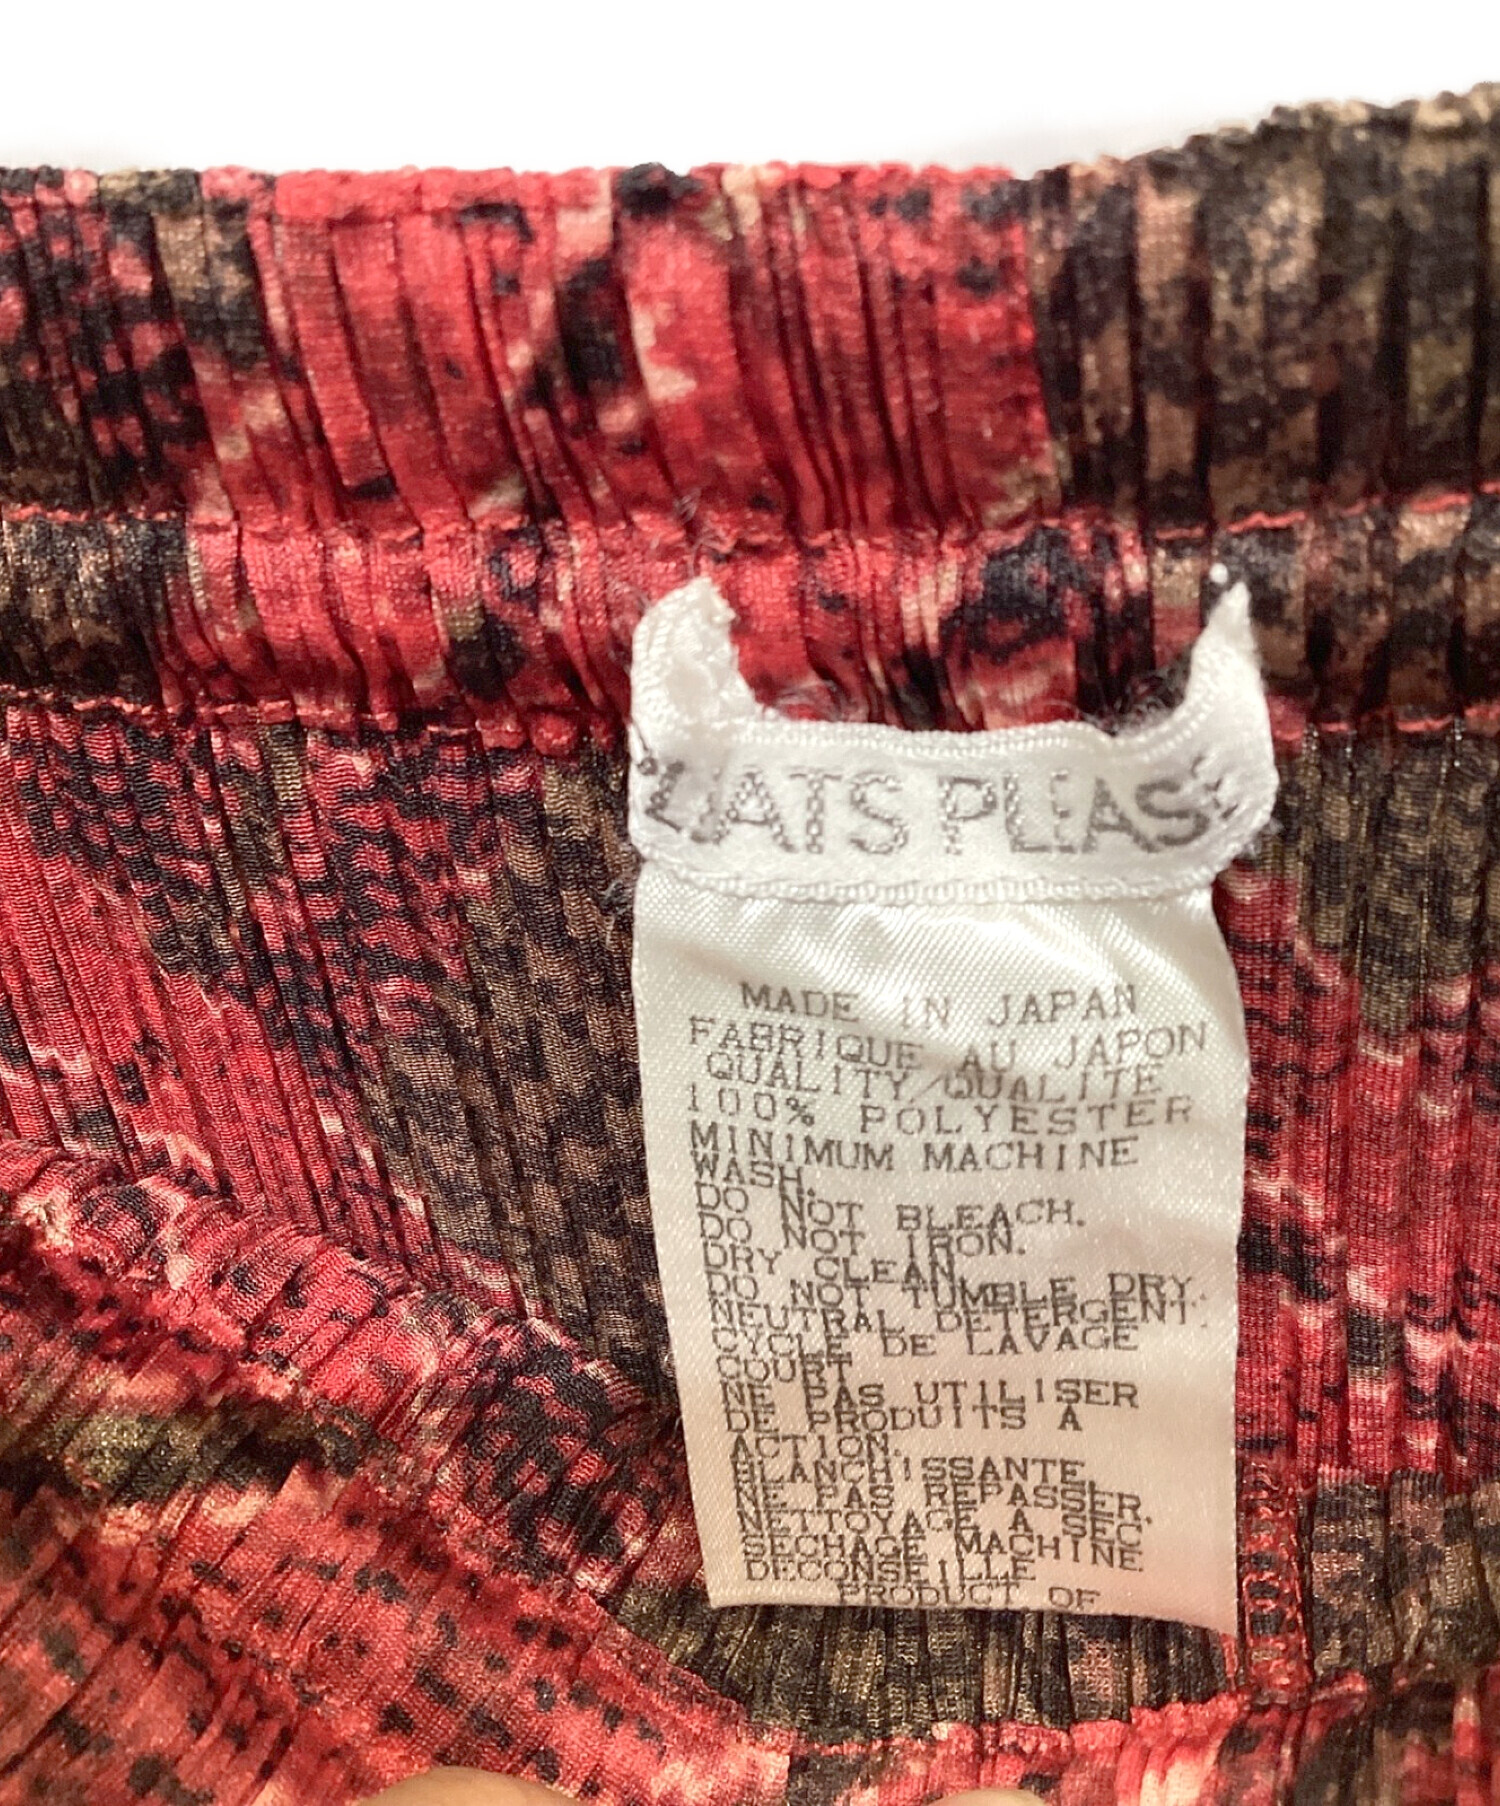 PLEATS PLEASE
MADE IN JAPAN
FABRIQUE AU JAPON
QUALITY/QUALITE
100% POLYESTER
MINIMUM MACHINE
WASH.
DO NOT BLEACH.
DO NOT IRON.
DRY CLEAN
DO NOT TUMBLE DRY.
NEUTRAL DETERGENT.
CYCLE DE LAVAGE
COURT
NE PAS UTILISER
DE PRODUITS A
ACTION.
BLANCHISSANTE,
NE PAS REPASSER.
NETTOYAGE A SEC
SECHAGE MACHINE
DECONSEILLE
PRODUCT OF